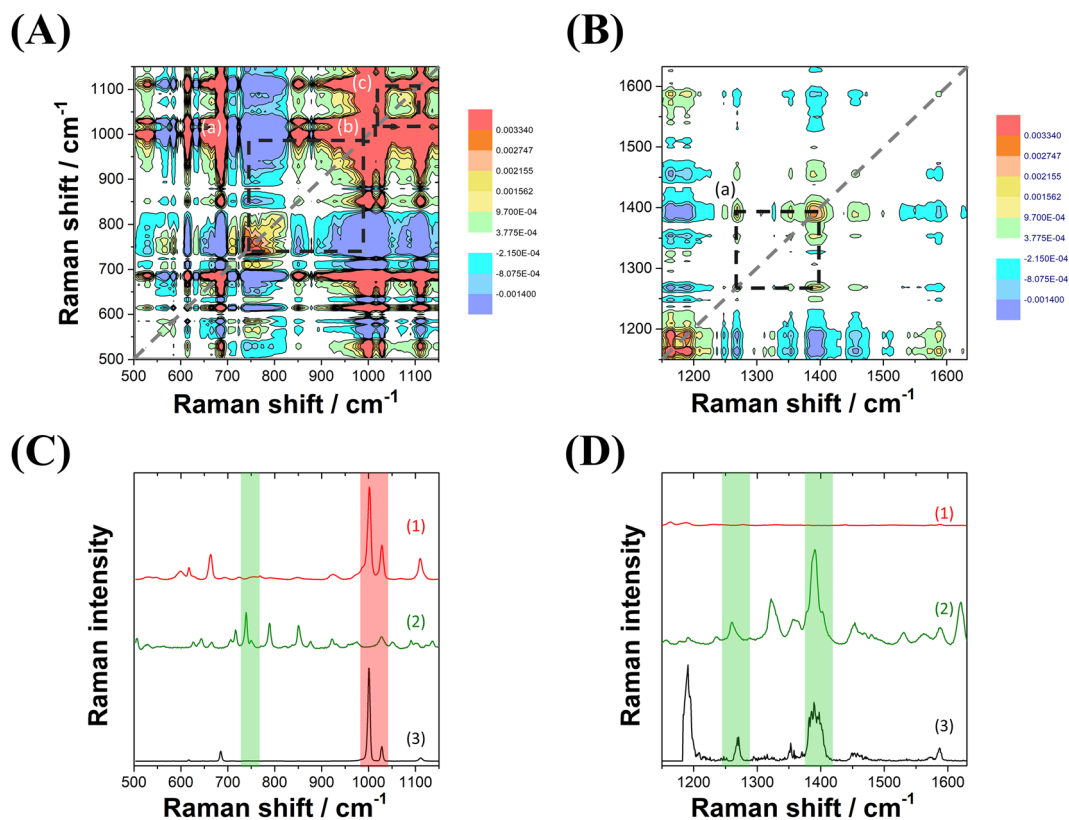 (A)
1100
1000
900
800
700
600
500
500 600 700 800 900 1000 1100
Raman shift / cm-1
Raman shift / cm-1
(a)
(b)
(c)
0.003340
0.002747
0.002155
0.001562
9.700E-04
3.775E-04
-2.150E-04
-8.075E-04
-0.001400
(B)
1600
1500
1400
1300
1200
1200 1300 1400 1500 1600
Raman shift / cm-1
Raman shift / cm-1
(a)
0.003340
0.002747
0.002155
0.001562
9.700E-04
3.775E-04
-2.150E-04
-8.075E-04
-0.001400
(C)
Raman intensity
(1)
(2)
(3)
500 600 700 800 900 1000 1100
Raman shift / cm-1
(D)
Raman intensity
(1)
(2)
(3)
1200 1300 1400 1500 1600
Raman shift / cm-1